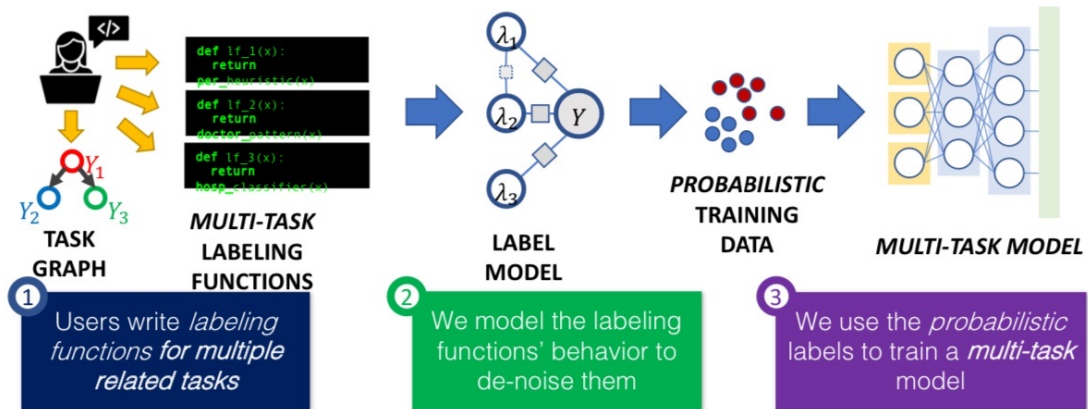 </>
def lf_1(x):
return
per_heuristic(x)
def lf_2(x):
return
doctor_pattern(x)
def lf_3(x):
return
hosp_classifier(x)
Y₁
Y₂
Y₃
TASK
GRAPH
MULTI-TASK
LABELING
FUNCTIONS
λ₁
λ₂
λ₃
Y
LABEL
MODEL
PROBABILISTIC
TRAINING
DATA
MULTI-TASK MODEL
1
Users write labeling
functions for multiple
related tasks
2
We model the labeling
functions’ behavior to
de-noise them
3
We use the probabilistic
labels to train a multi-task
model